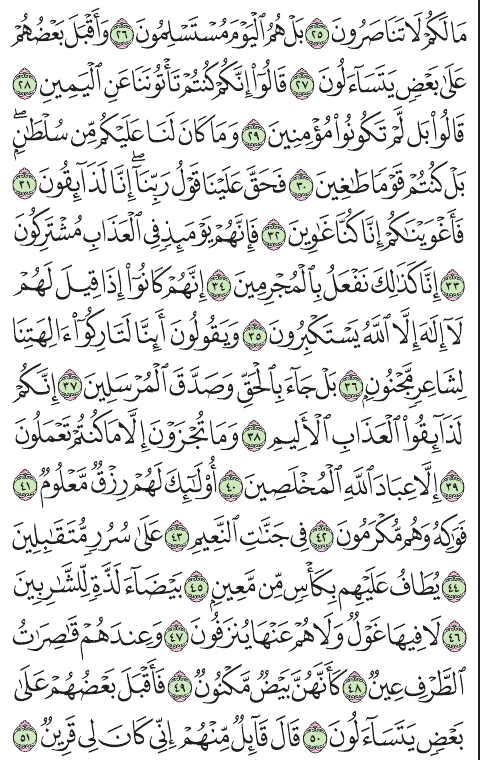 مَا لَكُمْ لَا تَنَاصَرُونَ ٢٥ بَلْ هُمُ ٱلْيَوْمَ مُسْتَسْلِمُونَ ٢٦ وَأَقْبَلَ بَعْضُهُمْ
عَلَىٰ بَعْضٍ يَتَسَآءَلُونَ ٢٧ قَالُوٓا۟ إِنَّكُمْ كُنتُمْ تَأْتُونَنَا عَنِ ٱلْيَمِينِ ٢٨
قَالُوا۟ بَل لَّمْ تَكُونُوا۟ مُؤْمِنِينَ ٢٩ وَمَا كَانَ لَنَا عَلَيْكُم مِّن سُلْطَـٰنٍۭ ۖ
بَلْ كُنتُمْ قَوْمًا طَـٰغِينَ ٣٠ فَحَقَّ عَلَيْنَا قَوْلُ رَبِّنَآ ۖ إِنَّا لَذَآئِقُونَ ٣١
فَأَغْوَيْنَـٰكُمْ إِنَّا كُنَّا غَـٰوِينَ ٣٢ فَإِنَّهُمْ يَوْمَئِذٍ فِى ٱلْعَذَابِ مُشْتَرِكُونَ
٣٣ إِنَّا كَذَٰلِكَ نَفْعَلُ بِٱلْمُجْرِمِينَ ٣٤ إِنَّهُمْ كَانُوٓا۟ إِذَا قِيلَ لَهُمْ
لَآ إِلَـٰهَ إِلَّا ٱللَّهُ يَسْتَكْبِرُونَ ٣٥ وَيَقُولُونَ أَئِنَّا لَتَارِكُوٓا۟ ءَالِهَتِنَا
لِشَاعِرٍ مَّجْنُونٍۭ ٣٦ بَلْ جَآءَ بِٱلْحَقِّ وَصَدَّقَ ٱلْمُرْسَلِينَ ٣٧ إِنَّكُمْ
لَذَآئِقُوا۟ ٱلْعَذَابِ ٱلْأَلِيمِ ٣٨ وَمَا تُجْزَوْنَ إِلَّا مَا كُنتُمْ تَعْمَلُونَ
٣٩ إِلَّا عِبَادَ ٱللَّهِ ٱلْمُخْلَصِينَ ٤٠ أُو۟لَـٰٓئِكَ لَهُمْ رِزْقٌ مَّعْلُومٌ ٤١
فَوَٰكِهُ وَهُم مُّكْرَمُونَ ٤٢ فِى جَنَّـٰتِ ٱلنَّعِيمِ ٤٣ عَلَىٰ سُرُرٍ مُّتَقَـٰبِلِينَ
٤٤ يُطَافُ عَلَيْهِم بِكَأْسٍ مِّن مَّعِينٍۭ ٤٥ بَيْضَآءَ لَذَّةٍ لِّلشَّـٰرِبِينَ
٤٦ لَا فِيهَا غَوْلٌ وَلَا هُمْ عَنْهَا يُنزَفُونَ ٤٧ وَعِندَهُمْ قَـٰصِرَٰتُ
ٱلطَّرْفِ عِينٌ ٤٨ كَأَنَّهُنَّ بَيْضٌ مَّكْنُونٌ ٤٩ فَأَقْبَلَ بَعْضُهُمْ عَلَىٰ
بَعْضٍ يَتَسَآءَلُونَ ٥٠ قَالَ قَآئِلٌ مِّنْهُمْ إِنِّى كَانَ لِى قَرِينٌ ٥١